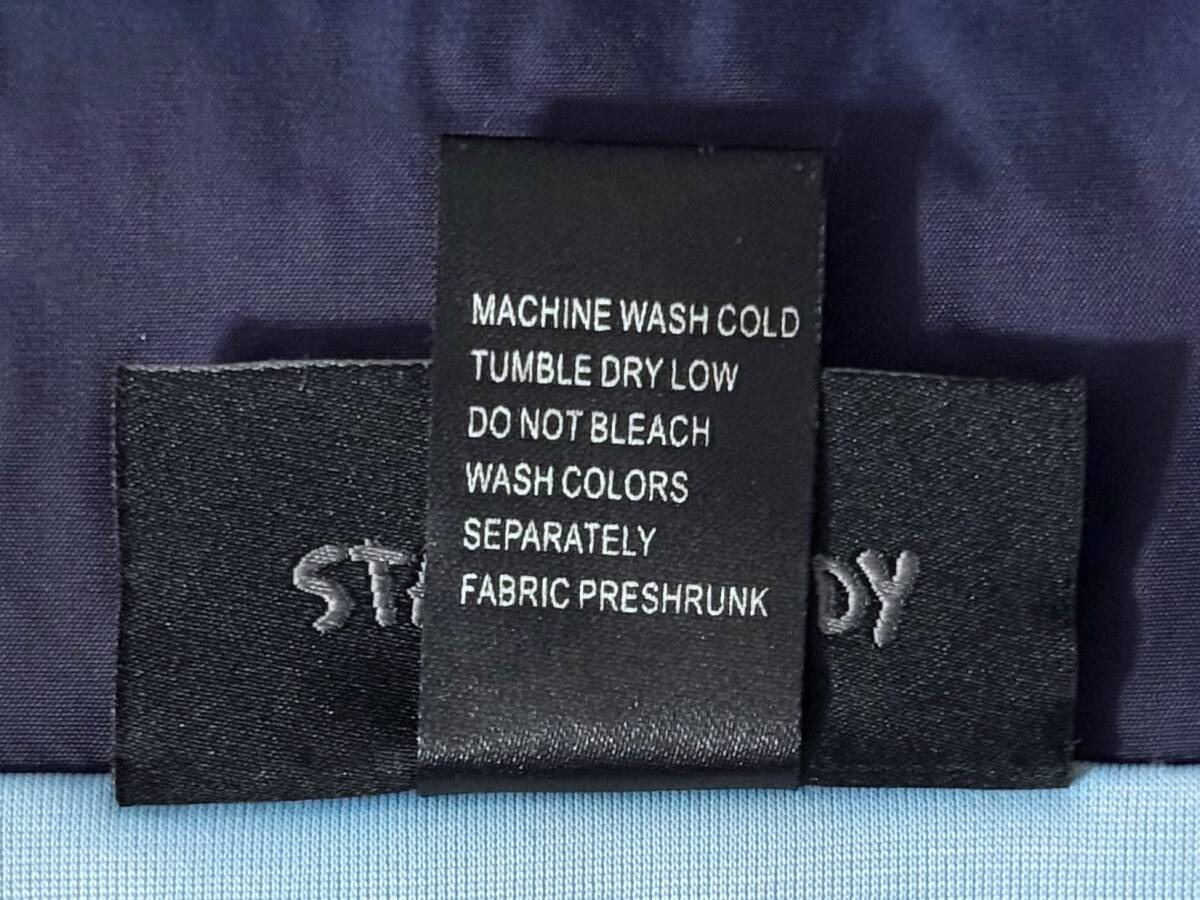 MACHINE WASH COLD
TUMBLE DRY LOW
DO NOT BLEACH
WASH COLORS
SEPARATELY
FABRIC PRESHRUNK